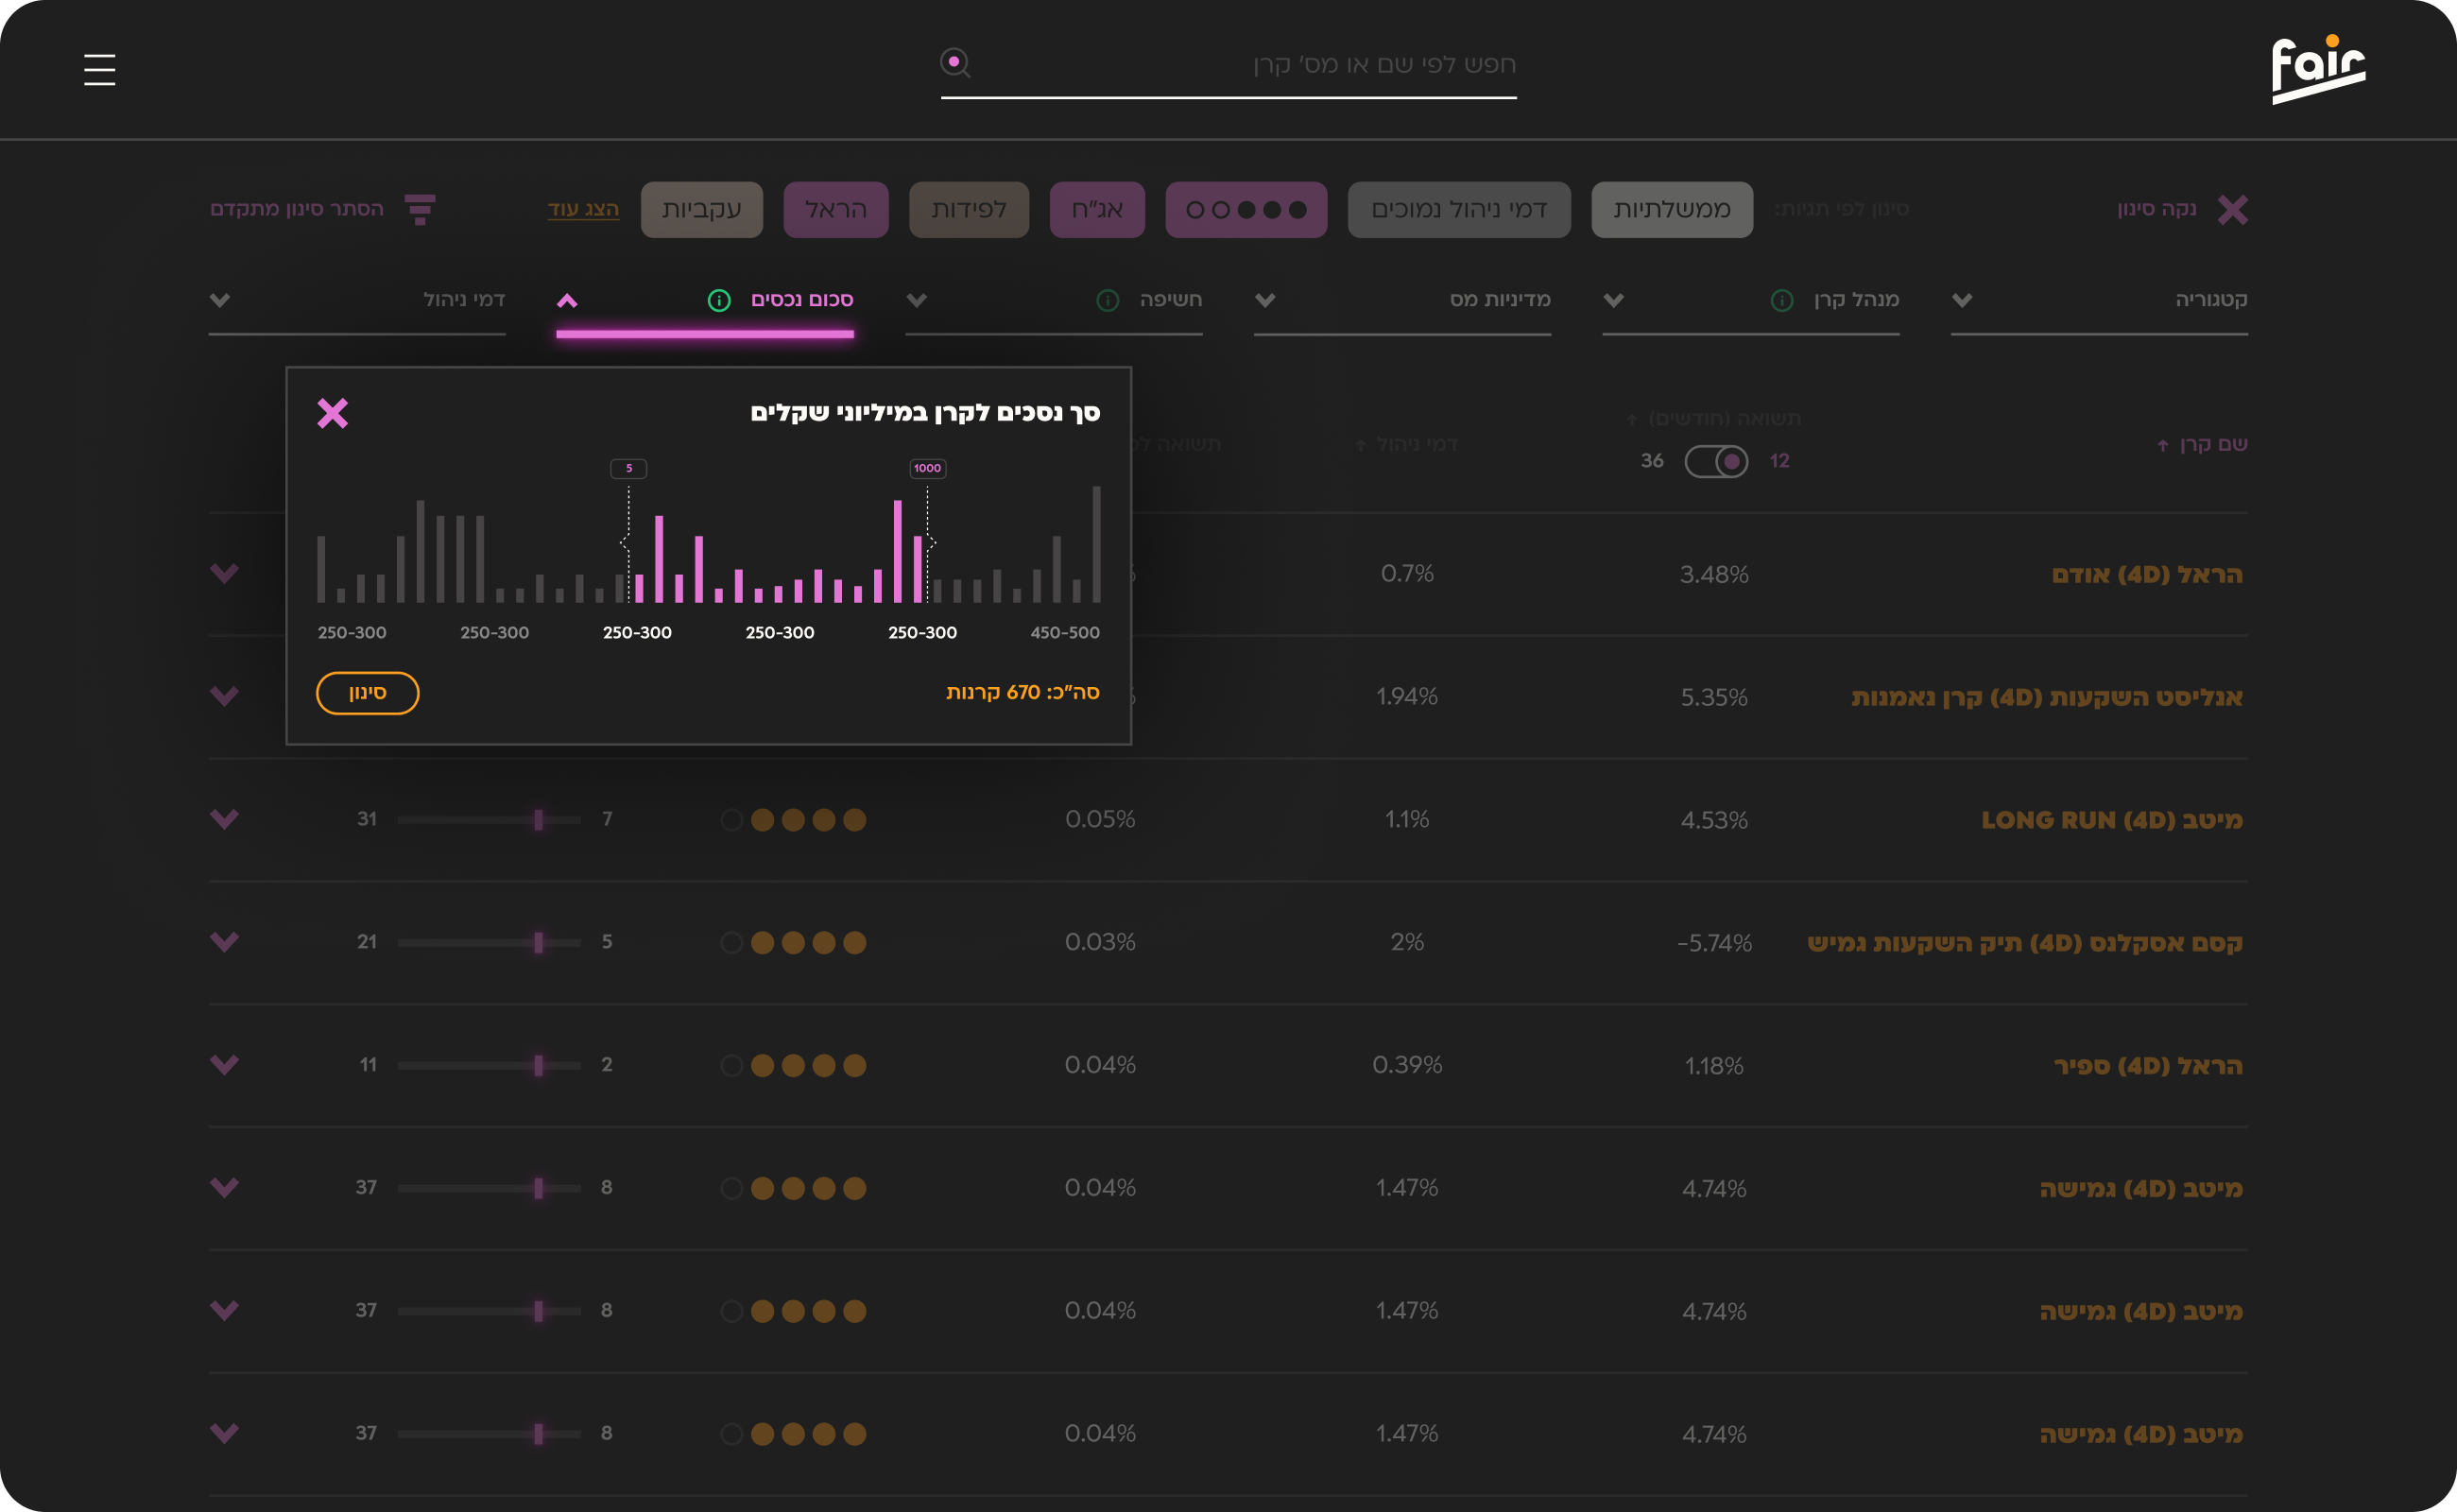 fair
חפש לפי שם או מס' קרן
נקה סינון
סינון לפי תגיות:
ממשלתיות
דמי ניהול נמוכים
אג״ח
לפידות
הראל
עקביות
הצג עוד
הסתר סינון מתקדם
קטגוריה
מנהל קרן
מדיניות מס
חשיפה
סכום נכסים
דמי ניהול
שם קרן
תשואה (חודשים)
12
36
דמי ניהול
סך נסכים לקרן במיליוני שקלים
5
1000
250-300
250-300
250-300
250-300
250-300
450-500
סה״כ: 670 קרנות
סינון
הראל (4D) אודם
3.48%
0.7%
אנליסט השקעות (4D) קרן נאמנות
5.35%
1.94%
מיטב (4D) LONG RUN
4.53%
1.1%
0.05%
7
31
קסם אסקלנס (4D) תיק השקעות גמיש
-5.74%
2%
0.03%
5
21
הראל (4D) ספיר
1.18%
0.39%
0.04%
2
11
מיטב (4D) גמישה
4.74%
1.47%
0.04%
8
37
מיטב (4D) גמישה
4.74%
1.47%
0.04%
8
37
מיטב (4D) גמישה
4.74%
1.47%
0.04%
8
37